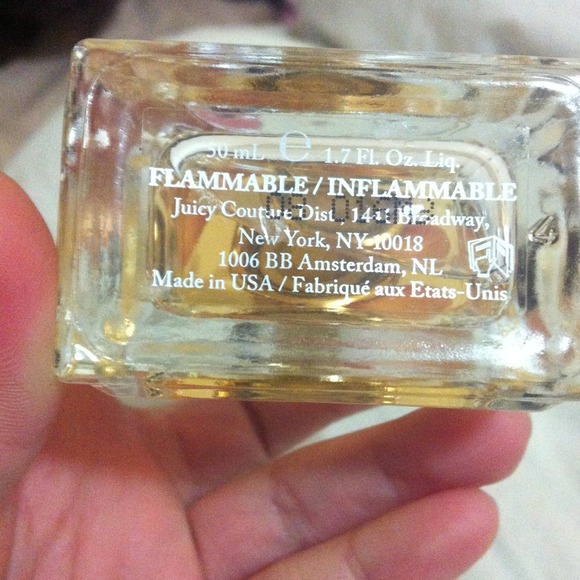 50 mL e 1.7 Fl. Oz. Liq.
FLAMMABLE / INFLAMMABLE
Juicy Couture Dist. 1441 Broadway,
New York, NY 10018
1006 BB Amsterdam, NL
Made in USA / Fabriqué aux Etats-Unis
4